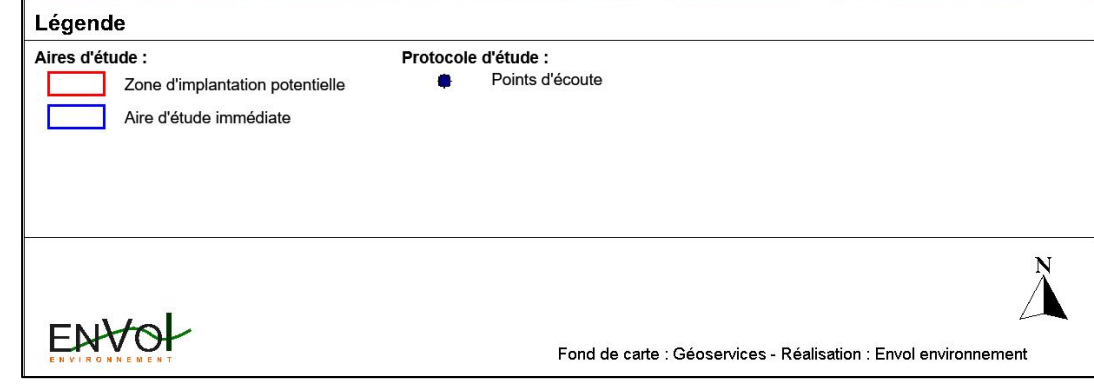 Légende
Aires d'étude :
Zone d'implantation potentielle
Aire d'étude immédiate
Protocole d'étude :
Points d'écoute
N
ENVOl
ENVIRONNEMENT
Fond de carte : Géoservices - Réalisation : Envol environnement